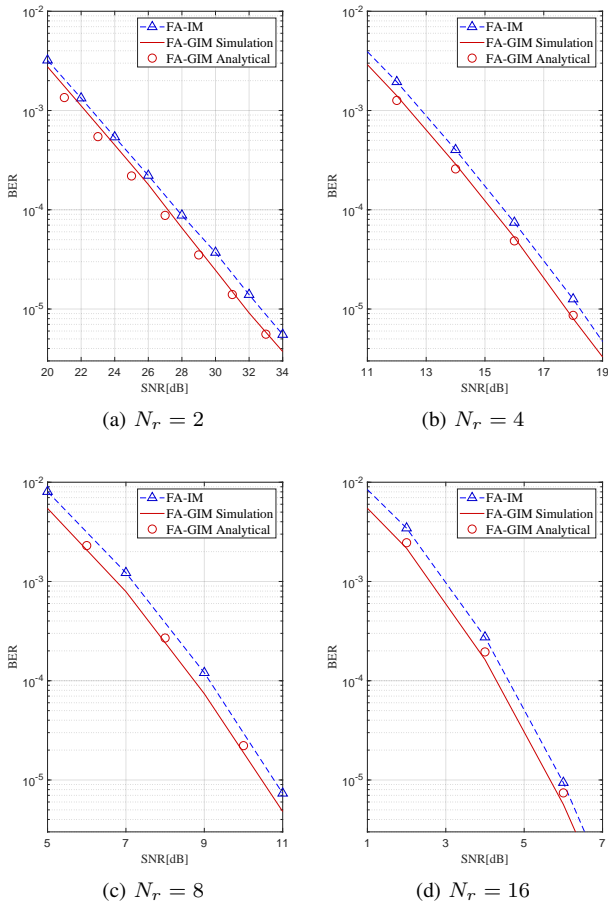 10^-2
10^-3
10^-4
10^-5
BER
20 22 24 26 28 30 32 34
SNR[dB]
FA-IM
FA-GIM Simulation
FA-GIM Analytical
(a) N_r = 2
10^-2
10^-3
10^-4
10^-5
BER
11 13 15 17 19
SNR[dB]
FA-IM
FA-GIM Simulation
FA-GIM Analytical
(b) N_r = 4
10^-2
10^-3
10^-4
10^-5
BER
5 7 9 11
SNR[dB]
FA-IM
FA-GIM Simulation
FA-GIM Analytical
(c) N_r = 8
10^-2
10^-3
10^-4
10^-5
BER
1 3 5 7
SNR[dB]
FA-IM
FA-GIM Simulation
FA-GIM Analytical
(d) N_r = 16